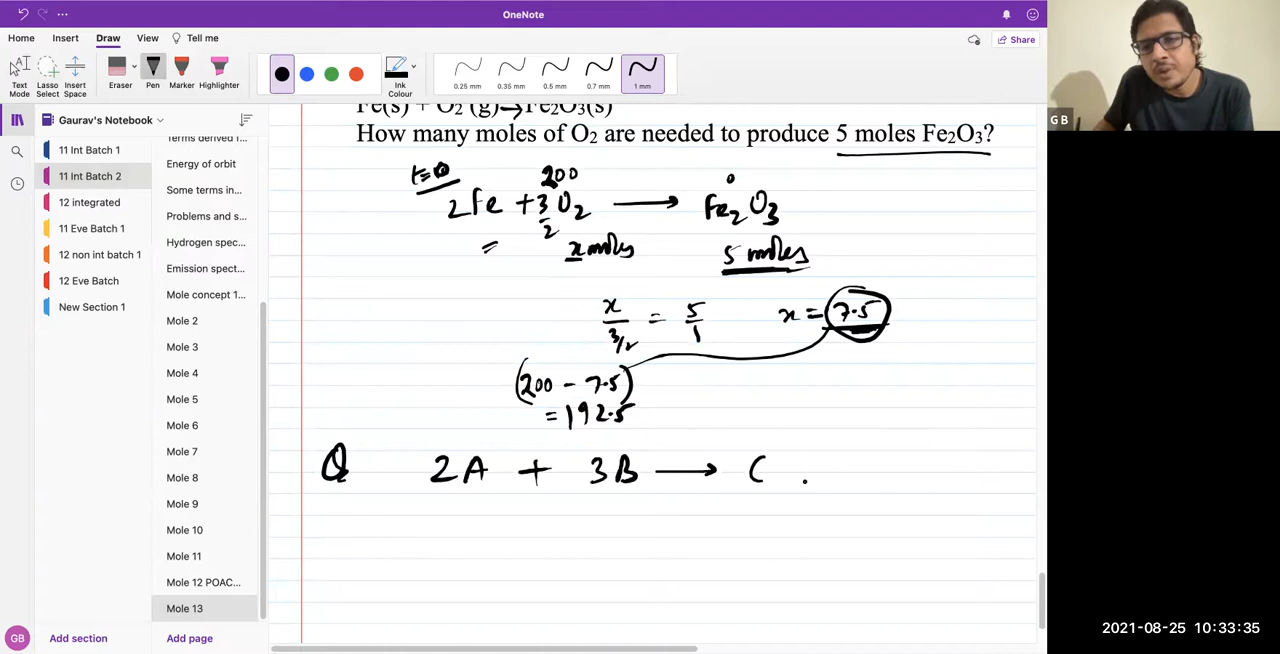 OneNote
Home Insert Draw View Tell me Share
Text Mode Lasso Select Insert Space Eraser Pen Marker Highlighter 0.25 mm 0.35 mm 0.5 mm 0.7 mm 1 mm Ink Colour
Gaurav's Notebook
11 Int Batch 1
11 Int Batch 2
12 integrated
11 Eve Batch 1
12 non int batch 1
12 Eve Batch
New Section 1
Terms derived f...
Energy of orbit
Some terms in...
Problems and s...
Hydrogen spec...
Emission spect...
Mole concept 1...
Mole 2
Mole 3
Mole 4
Mole 5
Mole 6
Mole 7
Mole 8
Mole 9
Mole 10
Mole 11
Mole 12 POAC...
Mole 13
GB Add section Add page
Fe(s) + O₂ (g)→Fe₂O₃(s)
How many moles of O₂ are needed to produce 5 moles Fe₂O₃?
t=0 200 0
2Fe + 3/2 O₂ → Fe₂O₃
= x moles 5 moles
x/(3/2) = 5/1 x = 7.5
(200 - 7.5)
= 192.5
Q 2A + 3B → C .
GB
2021-08-25 10:33:35